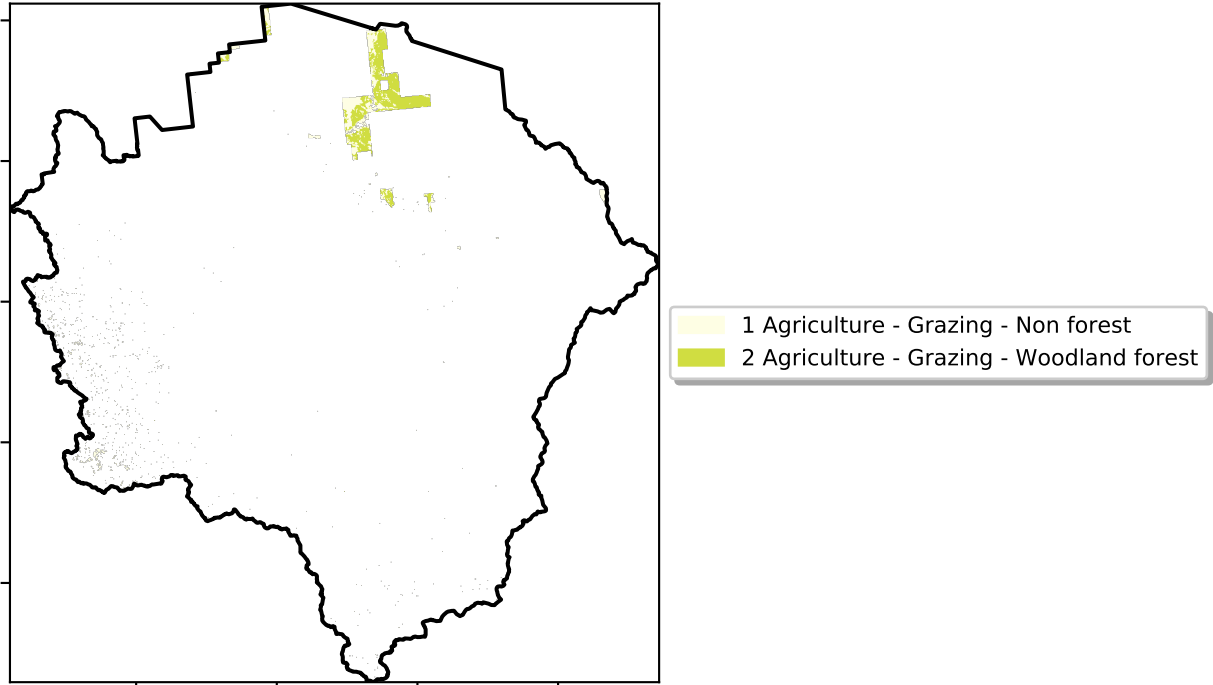 1 Agriculture - Grazing - Non forest
2 Agriculture - Grazing - Woodland forest